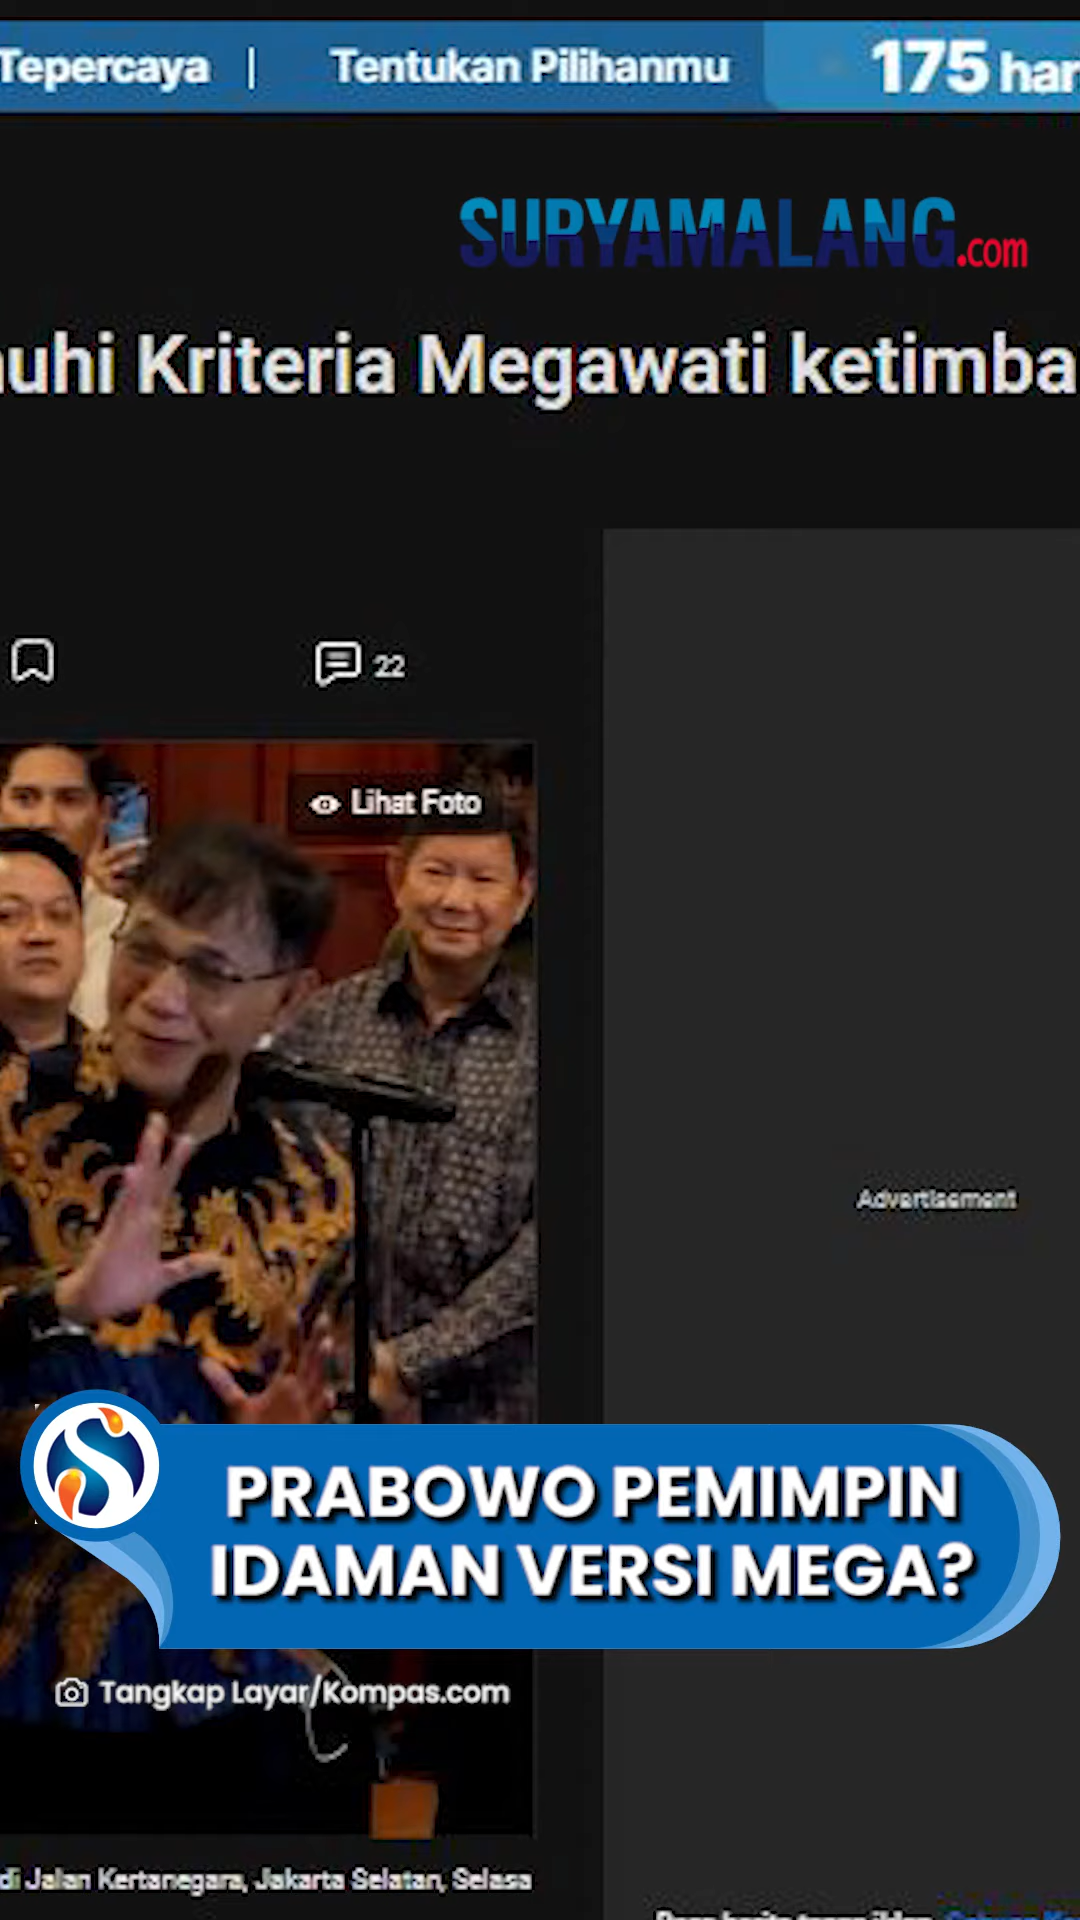 Tepercaya | Tentukan Pilihanmu 175 har
SURYAMALANG.com
uhi Kriteria Megawati ketimba
22
Lihat Foto
Advertisement
PRABOWO PEMIMPIN
IDAMAN VERSI MEGA?
Tangkap Layar/Kompas.com
di Jalan Kertanegara, Jakarta Selatan, Selasa